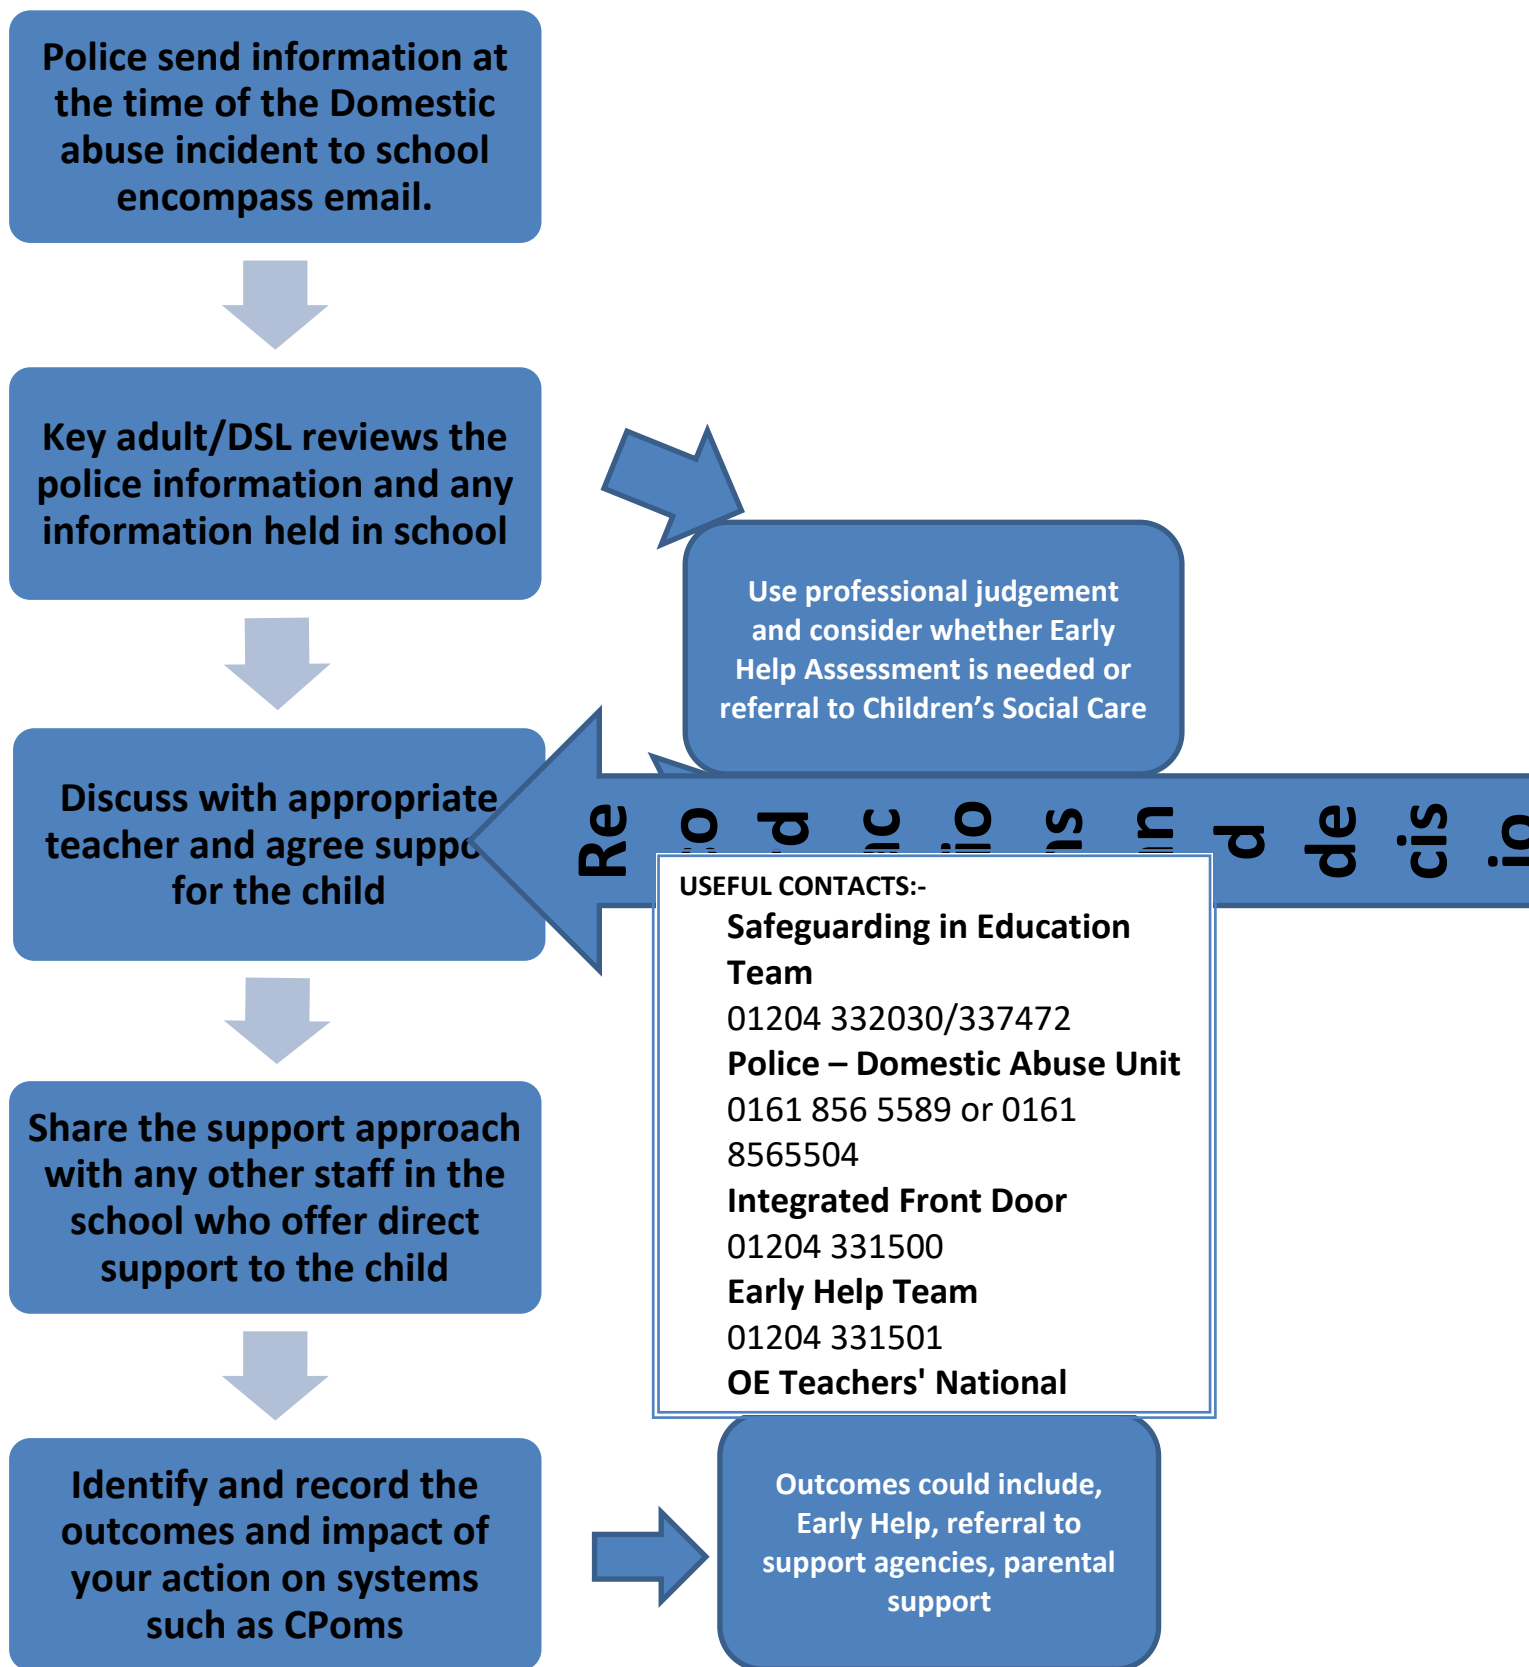 Police send information at
the time of the Domestic
abuse incident to school
encompass email.
Key adult/DSL reviews the
police information and any
information held in school
Use professional judgement
and consider whether Early
Help Assessment is needed or
referral to Children's Social Care
Discuss with appropriate
teacher and agree suppo
for the child
Re
co
d
ac
io
ns
an
d
de
cis
io
USEFUL CONTACTS:-
Safeguarding in Education
Team
01204 332030/337472
Police – Domestic Abuse Unit
0161 856 5589 or 0161
8565504
Integrated Front Door
01204 331500
Early Help Team
01204 331501
OE Teachers' National
Share the support approach
with any other staff in the
school who offer direct
support to the child
Identify and record the
outcomes and impact of
your action on systems
such as CPoms
Outcomes could include,
Early Help, referral to
support agencies, parental
support